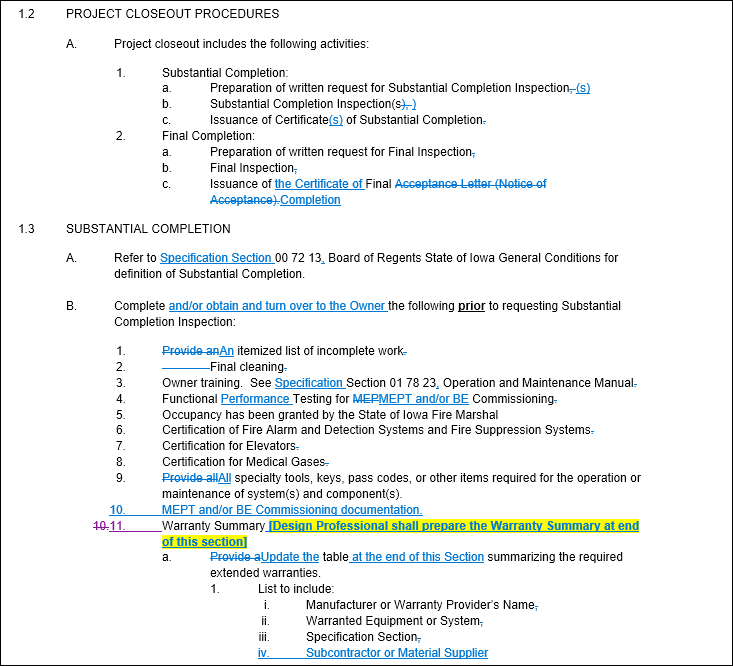 1.2 PROJECT CLOSEOUT PROCEDURES
A. Project closeout includes the following activities:
1. Substantial Completion:
a. Preparation of written request for Substantial Completion Inspection, (s)
b. Substantial Completion Inspection(s), )
c. Issuance of Certificate(s) of Substantial Completion.
2. Final Completion:
a. Preparation of written request for Final Inspection,
b. Final Inspection,
c. Issuance of the Certificate of Final Acceptance Letter (Notice of
Acceptance).Completion
1.3 SUBSTANTIAL COMPLETION
A. Refer to Specification Section 00 72 13, Board of Regents State of Iowa General Conditions for
definition of Substantial Completion.
B. Complete and/or obtain and turn over to the Owner the following prior to requesting Substantial
Completion Inspection:
1. Provide anAn itemized list of incomplete work.
2. Final cleaning.
3. Owner training. See Specification Section 01 78 23, Operation and Maintenance Manual.
4. Functional Performance Testing for MEPMEPT and/or BE Commissioning.
5. Occupancy has been granted by the State of Iowa Fire Marshal
6. Certification of Fire Alarm and Detection Systems and Fire Suppression Systems.
7. Certification for Elevators.
8. Certification for Medical Gases.
9. Provide allAll specialty tools, keys, pass codes, or other items required for the operation or
maintenance of system(s) and component(s).
10. MEPT and/or BE Commissioning documentation.
10.11. Warranty Summary [Design Professional shall prepare the Warranty Summary at end
of this section]
a. Provide aUpdate the table at the end of this Section summarizing the required
extended warranties.
1. List to include:
i. Manufacturer or Warranty Provider's Name,
ii. Warranted Equipment or System,
iii. Specification Section,
iv. Subcontractor or Material Supplier